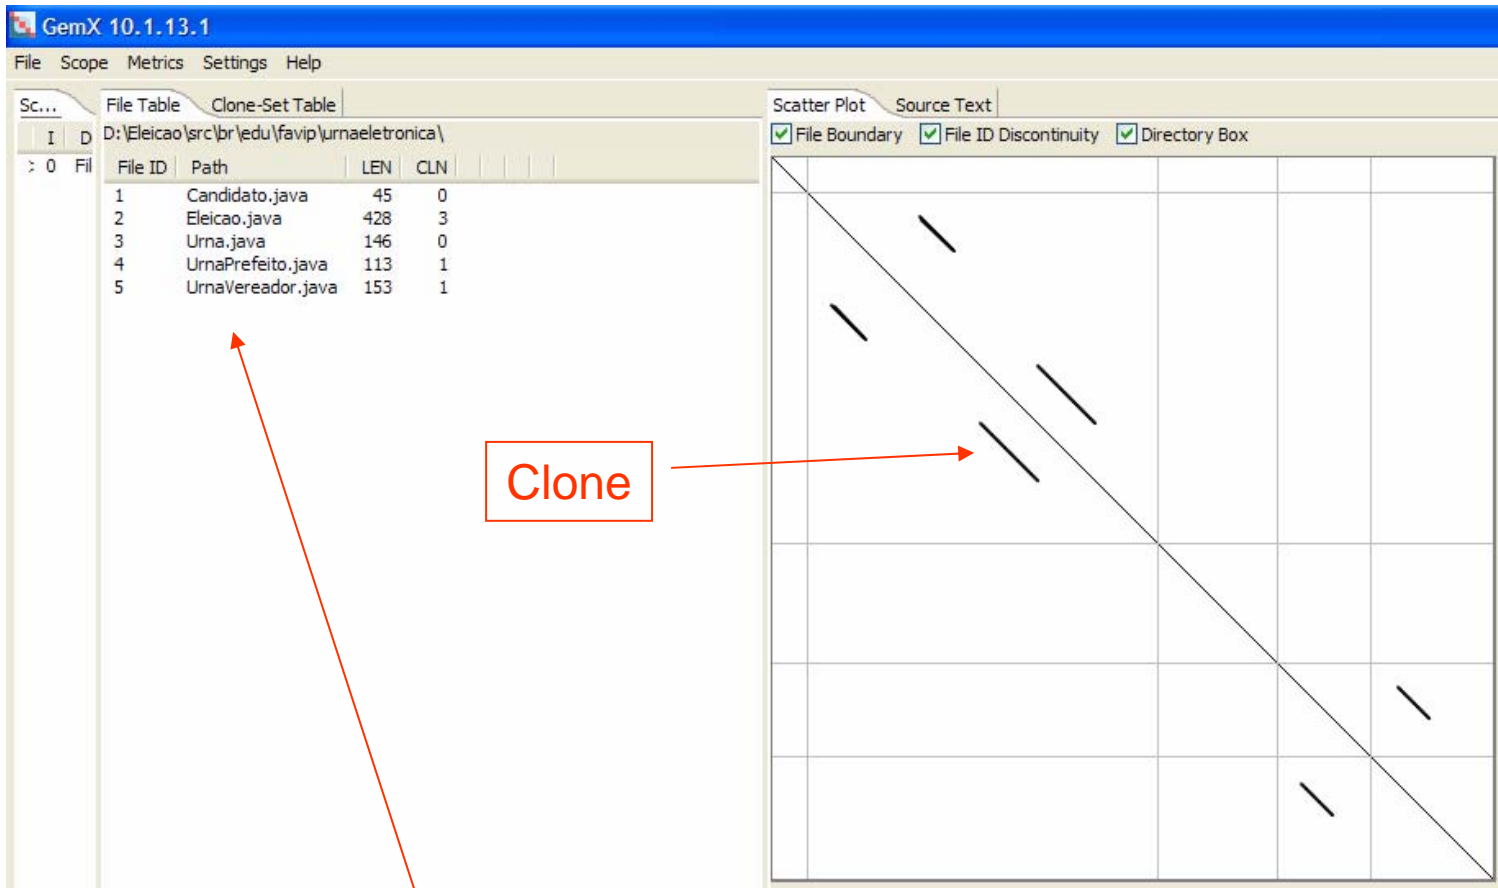 GemX 10.1.13.1
File Scope Metrics Settings Help
Sc... File Table Clone-Set Table
I D D:\Eleicao\src\br\edu\favip\urnaeletronica\
0 Fil File ID Path LEN CLN
1 Candidato.java 45 0
2 Eleicao.java 428 3
3 Urna.java 146 0
4 UrnaPrefeito.java 113 1
5 UrnaVereador.java 153 1
Clone
Scatter Plot Source Text
File Boundary File ID Discontinuity Directory Box